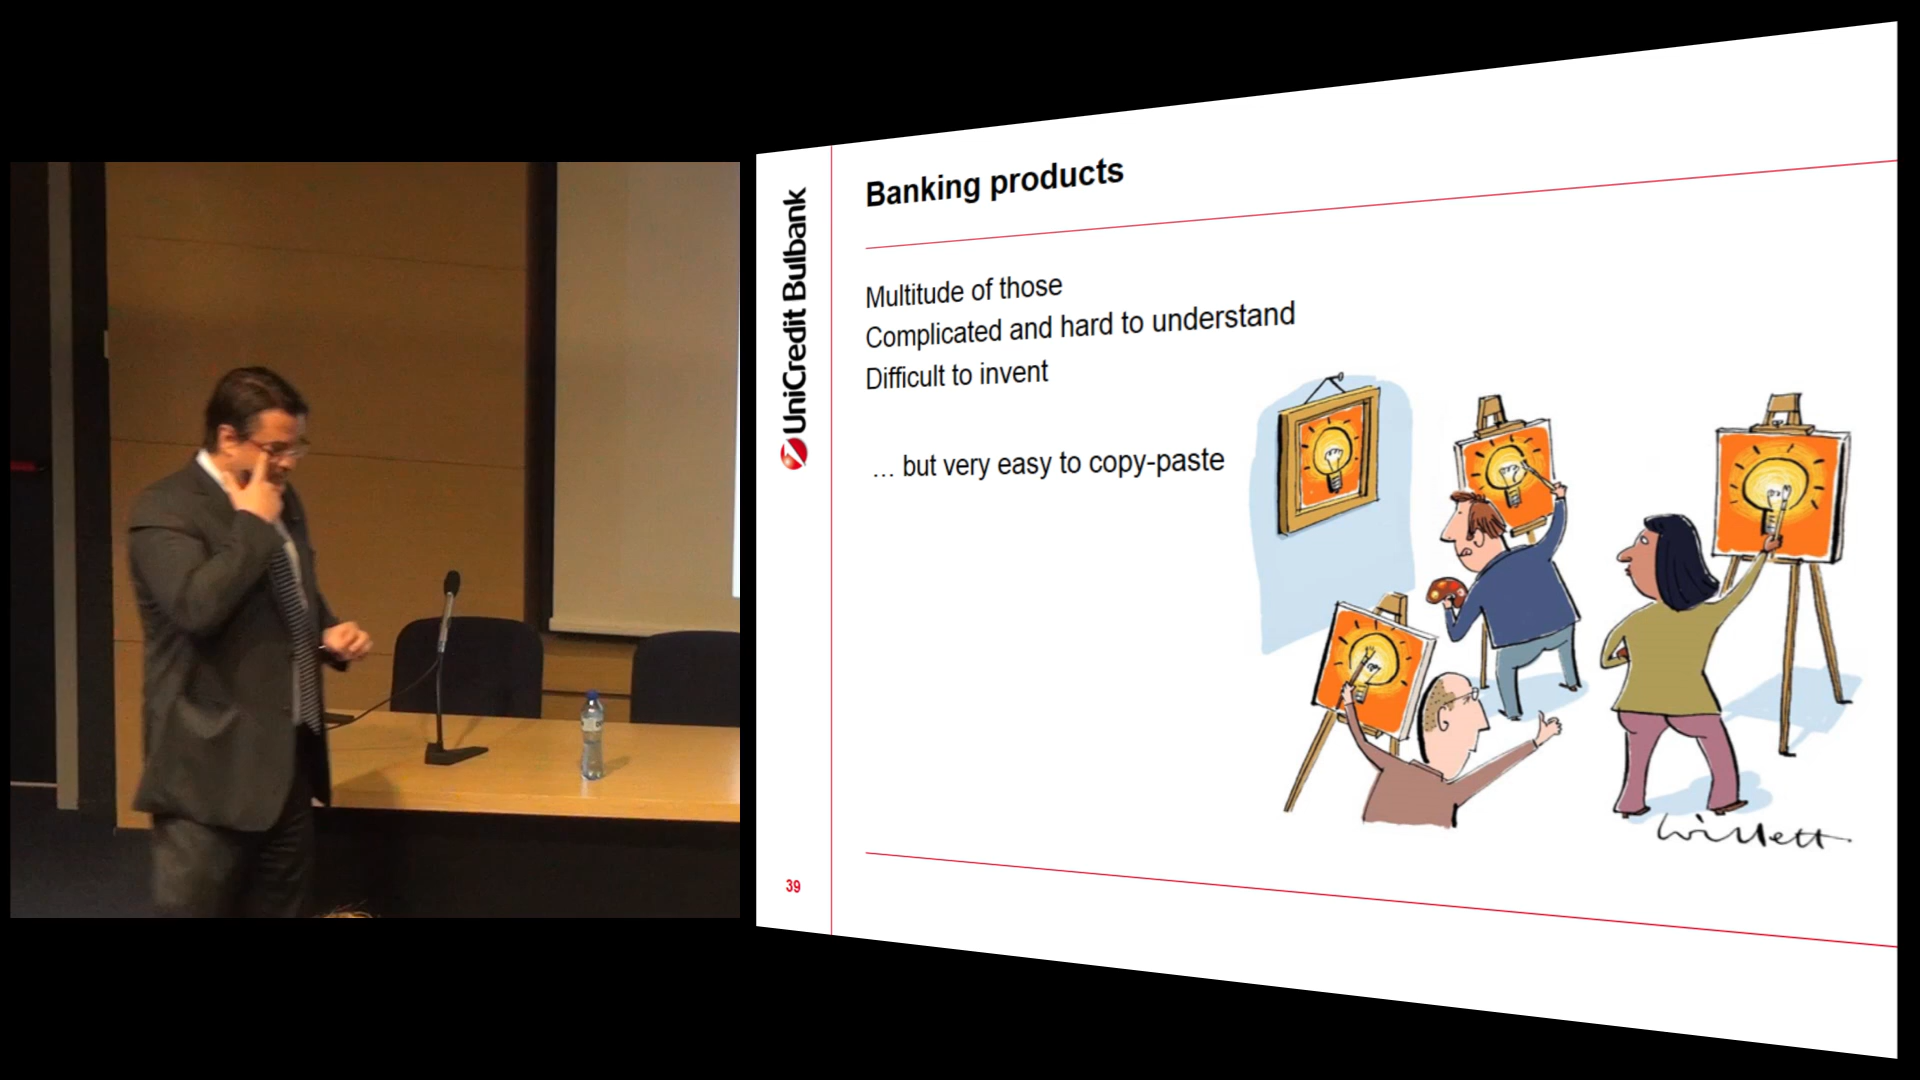 Banking products
UniCredit Bulbank
Multitude of those
Complicated and hard to understand
Difficult to invent
... but very easy to copy-paste
Willett
39